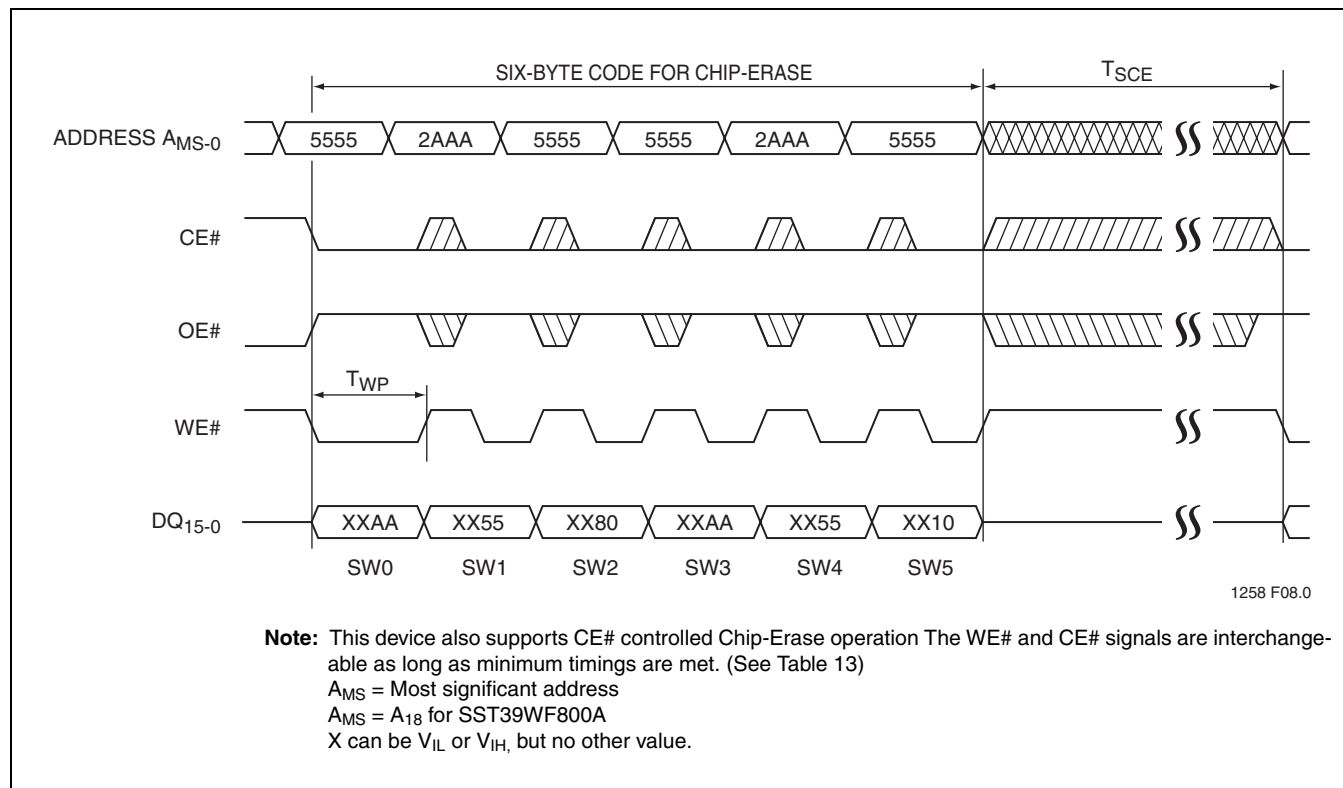 SIX-BYTE CODE FOR CHIP-ERASE
TSCE
ADDRESS AMS-0
5555 2AAA 5555 5555 2AAA 5555
CE#
OE#
TWP
WE#
DQ15-0
XXAA XX55 XX80 XXAA XX55 XX10
SW0 SW1 SW2 SW3 SW4 SW5
1258 F08.0
Note: This device also supports CE# controlled Chip-Erase operation The WE# and CE# signals are interchange-
able as long as minimum timings are met. (See Table 13)
AMS = Most significant address
AMS = A18 for SST39WF800A
X can be VIL or VIH, but no other value.